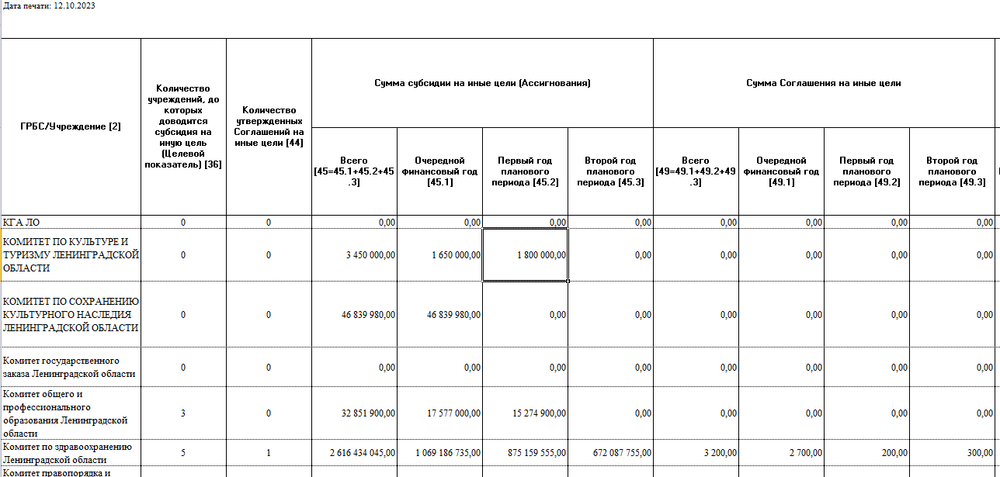 Дата печати: 12.10.2023
Сумма субсидии на иные цели (Ассигнования)
Сумма Соглашения на иные цели
ГРБС/Учреждение [2]
Количество
учреждений, до
которых
доводится
субсидия на
иную цель
(Целевой
показатель) [36]
Количество
утвержденных
Соглашений на
иные цели [44]
Всего
[45=45.1+45.2+45
.3]
Очередной
финансовый год
[45.1]
Первый год
планового
периода [45.2]
Второй год
планового
периода [45.3]
Всего
[49=49.1+49.2+49
.3]
Очередной
финансовый год
[49.1]
Первый год
планового
периода [49.2]
Второй год
планового
периода [49.3]
КГА ЛО 0 0 0,00 0,00 0,00 0,00 0,00 0,00 0,00 0,00
КОМИТЕТ ПО КУЛЬТУРЕ И
ТУРИЗМУ ЛЕНИНГРАДСКОЙ
ОБЛАСТИ
0 0 3 450 000,00 1 650 000,00 1 800 000,00 0,00 0,00 0,00 0,00 0,00
КОМИТЕТ ПО СОХРАНЕНИЮ
КУЛЬТУРНОГО НАСЛЕДИЯ
ЛЕНИНГРАДСКОЙ ОБЛАСТИ
0 0 46 839 980,00 46 839 980,00 0,00 0,00 0,00 0,00 0,00 0,00
Комитет государственного
заказа Ленинградской области
0 0 0,00 0,00 0,00 0,00 0,00 0,00 0,00 0,00
Комитет общего и
профессионального
образования Ленинградской
области
3 0 32 851 900,00 17 577 000,00 15 274 900,00 0,00 0,00 0,00 0,00 0,00
Комитет по здравоохранению
Ленинградской области
5 1 2 616 434 045,00 1 069 186 735,00 875 159 555,00 672 087 755,00 3 200,00 2 700,00 200,00 300,00
Комитет правопорядка и